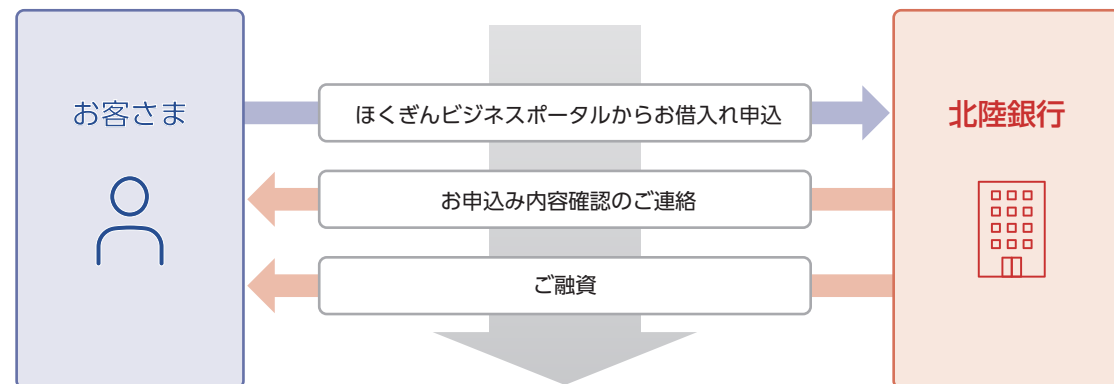 お客さま
北陸銀行
ほくぎんビジネスポータルからお借入れ申込
お申込み内容確認のご連絡
ご融資